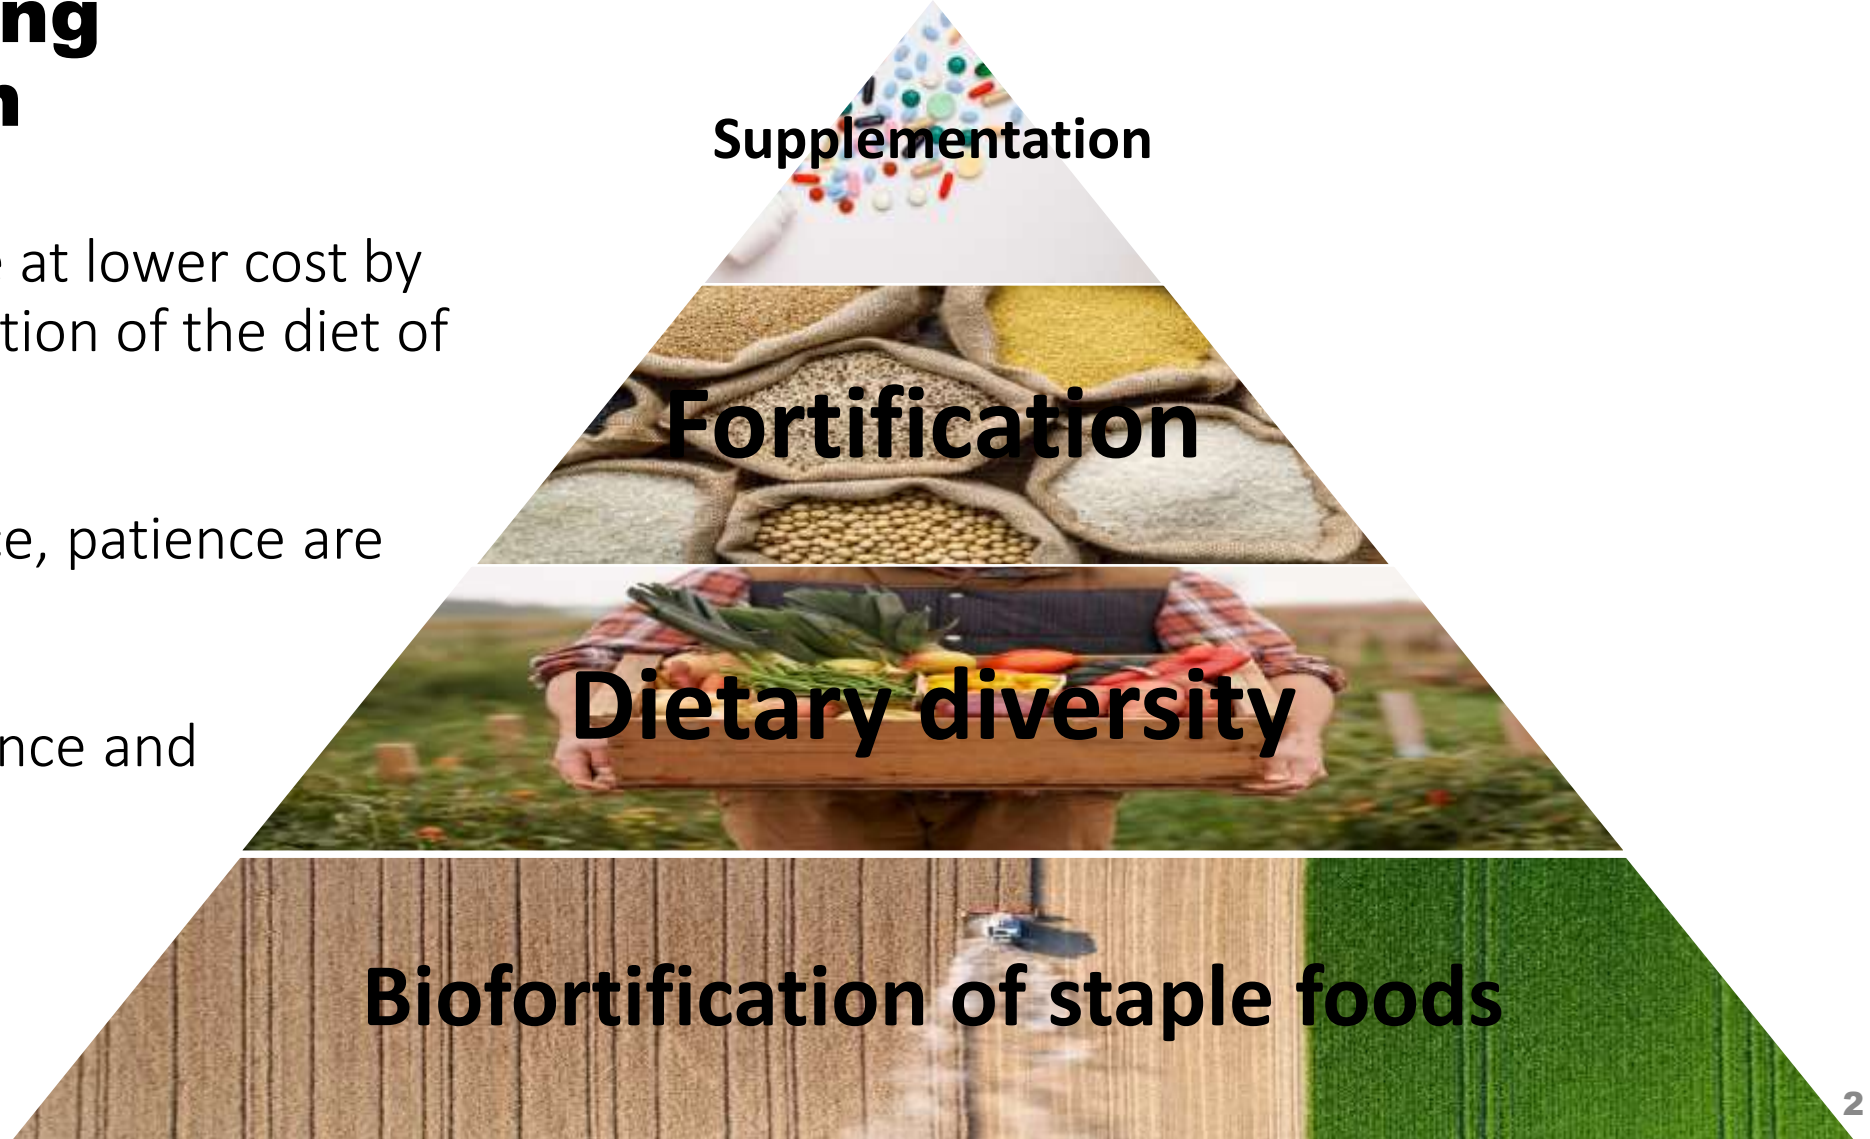 ng
n
e at lower cost by
tion of the diet of
ce, patience are
nce and
Supplementation
Fortification
Dietary diversity
Biofortification of staple foods
2